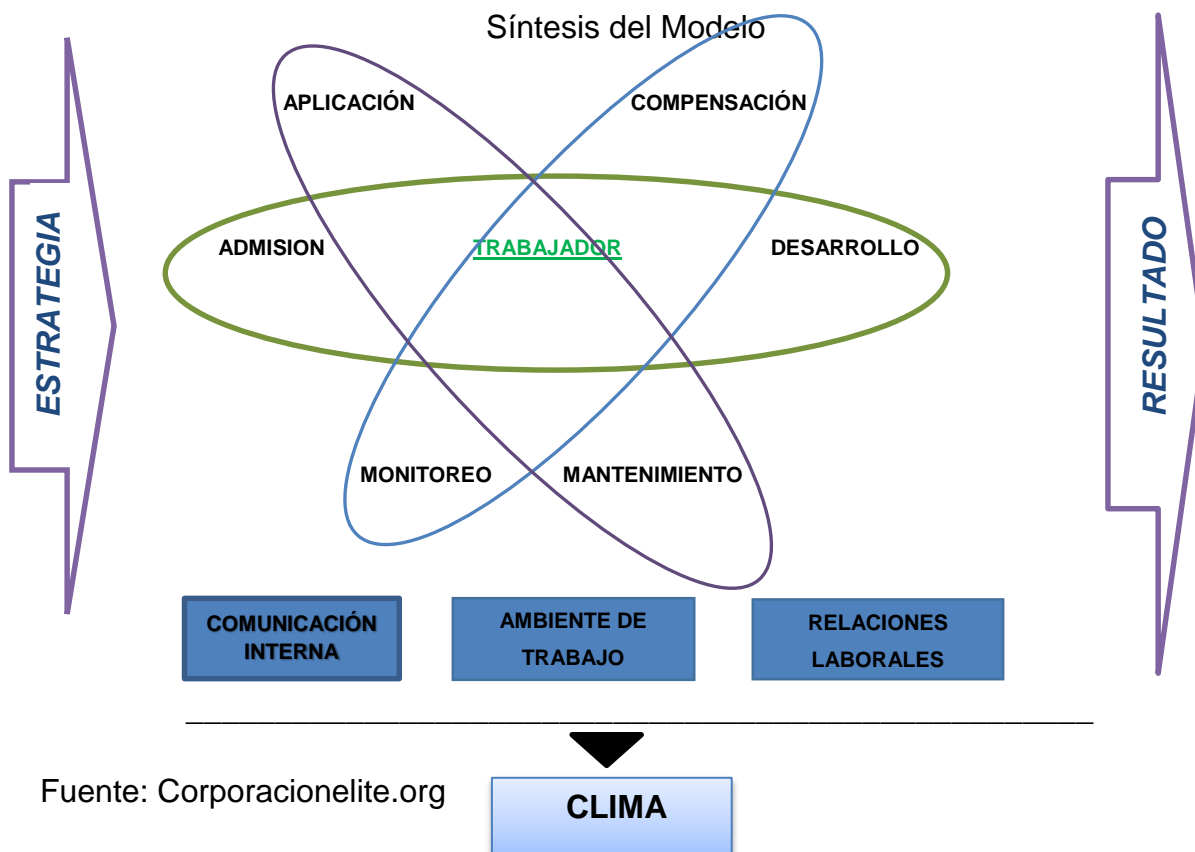 Síntesis del Modelo
APLICACIÓN
COMPENSACIÓN
ESTRATEGIA
ADMISION
TRABAJADOR
DESARROLLO
RESULTADO
MONITOREO
MANTENIMIENTO
COMUNICACIÓN
INTERNA
AMBIENTE DE
TRABAJO
RELACIONES
LABORALES
Fuente: Corporacionelite.org
CLIMA